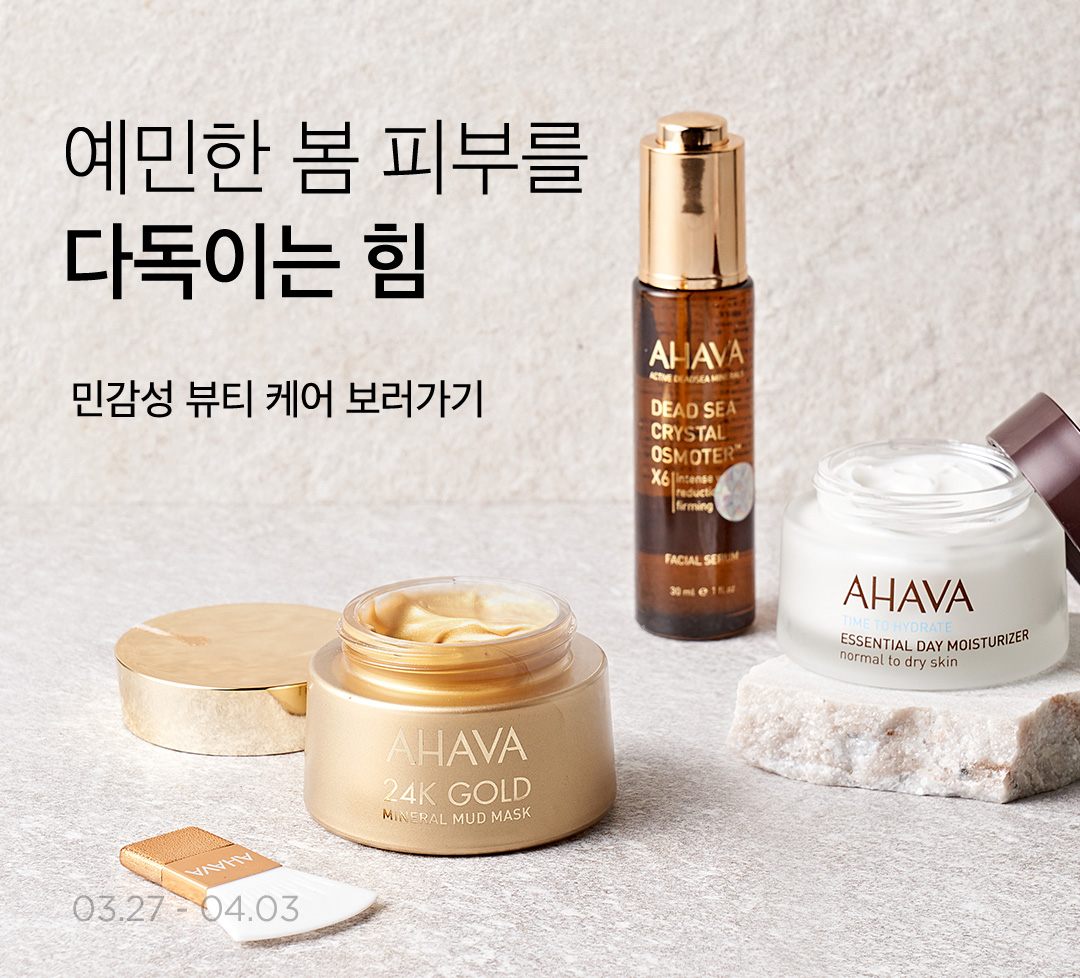 예민한 봄 피부를
다독이는 힘
민감성 뷰티 케어 보러가기
AHAVA
ACTIVE DEADSEA MINERALS
DEAD SEA
CRYSTAL
OSMOTER™
X6
intense
firming
FACIAL SERUM
30 ml e 1 fl.oz
AHAVA
TIME TO HYDRATE
ESSENTIAL DAY MOISTURIZER
normal to dry skin
AHAVA
24K GOLD
MINERAL MUD MASK
AHAVA
03.27 - 04.03